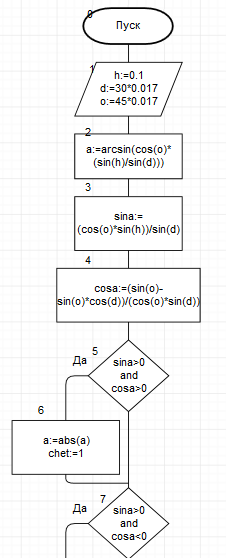 0
Пуск
1
h:=0.1
d:=30*0.017
o:=45*0.017
2
a:=arcsin(cos(o)*
(sin(h)/sin(d)))
3
sina:=
(cos(o)*sin(h))/sin(d)
4
cosa:=(sin(o)-
sin(o)*cos(d))/(cos(o)*sin(d))
5
Да
sina>0
and
cosa>0
6
a:=abs(a)
chet:=1
7
Да
sina>0
and
cosa<0